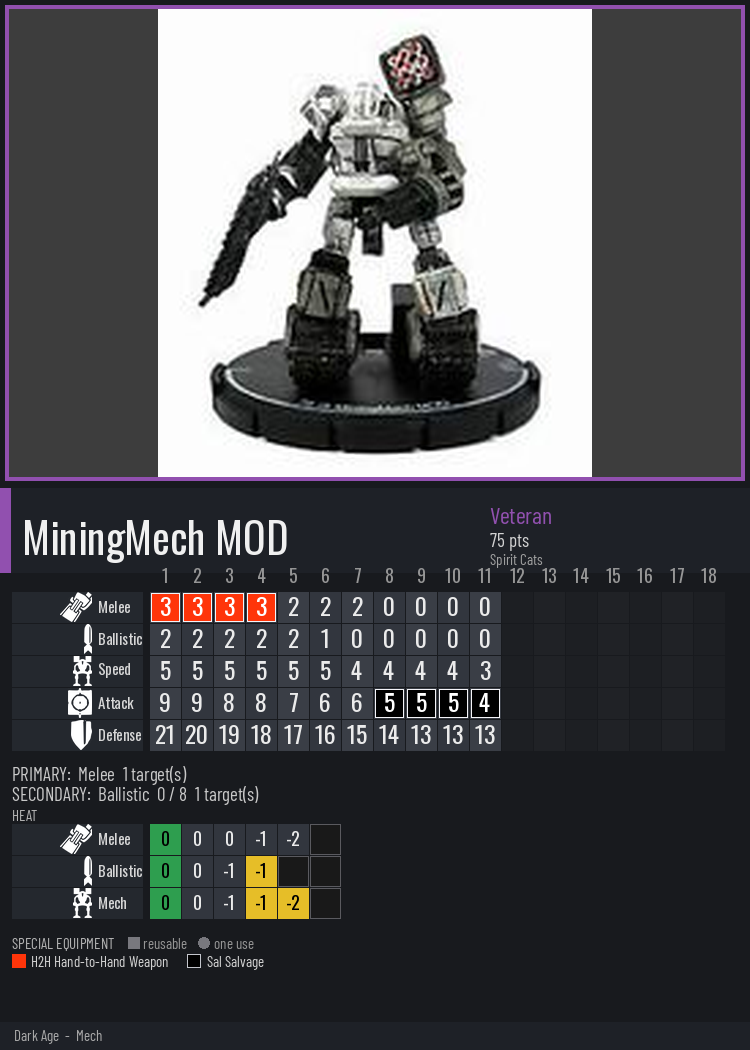 MiningMech MOD
Veteran
75 pts
Spirit Cats
1 2 3 4 5 6 7 8 9 10 11 12 13 14 15 16 17 18
Melee 3 3 3 3 2 2 2 0 0 0 0
Ballistic 2 2 2 2 2 1 0 0 0 0 0
Speed 5 5 5 5 5 5 4 4 4 4 3
Attack 9 9 8 8 7 6 6 5 5 5 4
Defense 21 20 19 18 17 16 15 14 13 13 13
PRIMARY: Melee 1 target(s)
SECONDARY: Ballistic 0 / 8 1 target(s)
HEAT
Melee 0 0 0 -1 -2
Ballistic 0 0 -1 -1
Mech 0 0 -1 -1 -2
SPECIAL EQUIPMENT reusable one use
H2H Hand-to-Hand Weapon Sal Salvage
Dark Age - Mech